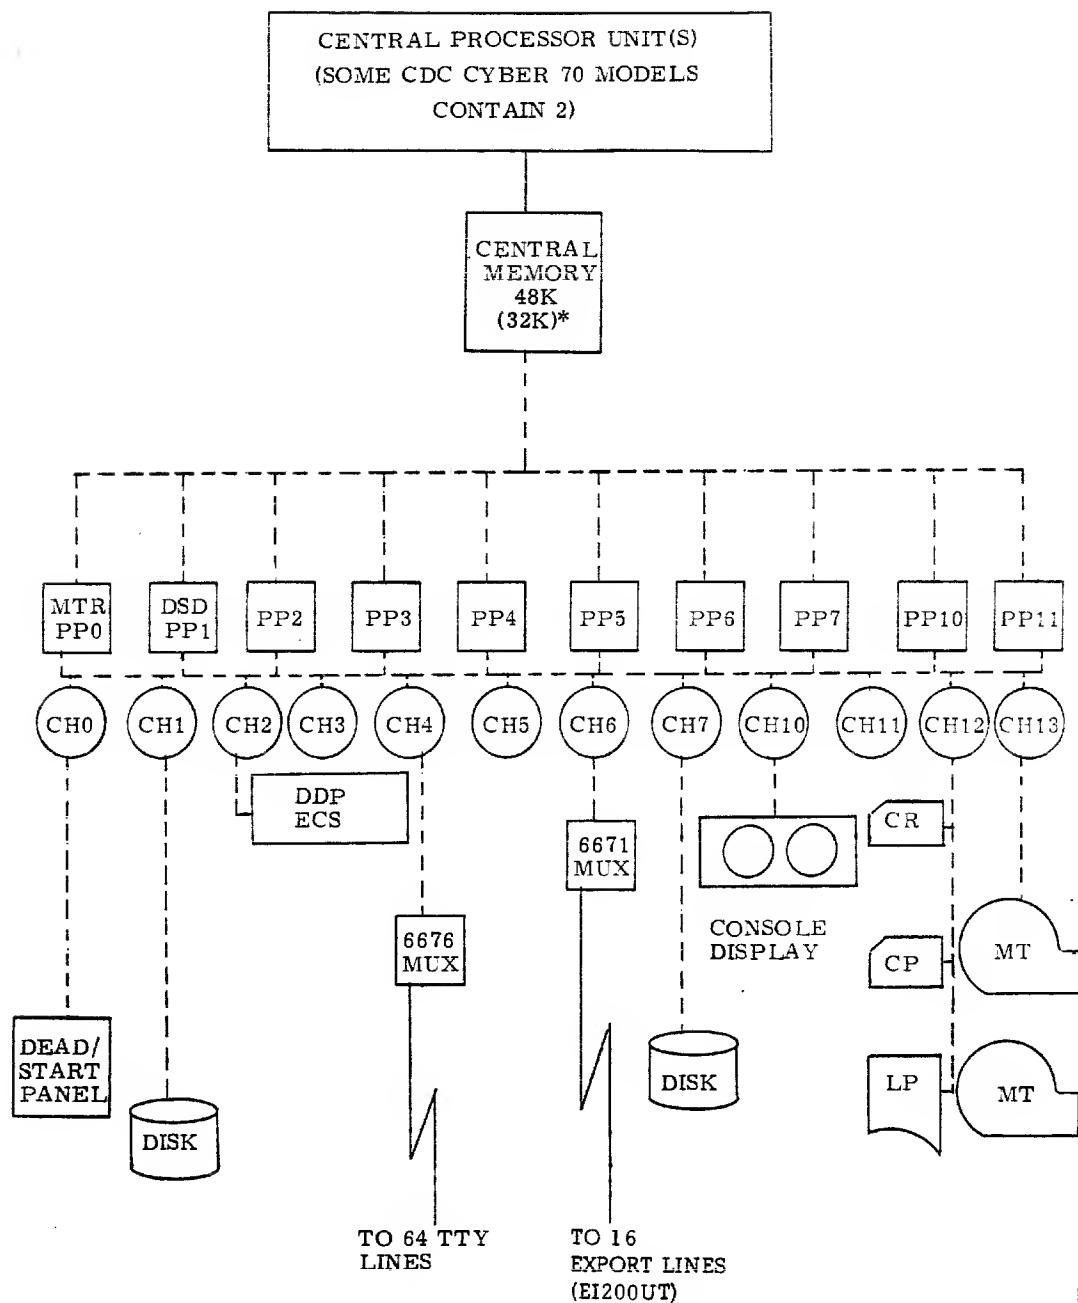 CENTRAL PROCESSOR UNIT(S)
(SOME CDC CYBER 70 MODELS
CONTAIN 2)
CENTRAL
MEMORY
48K
(32K)*
MTR
PP0
DSD
PP1
PP2
PP3
PP4
PP5
PP6
PP7
PP10
PP11
CH0
CH1
CH2
CH3
CH4
CH5
CH6
CH7
CH10
CH11
CH12
CH13
DDP
ECS
6671
MUX
CR
6676
MUX
CONSOLE
DISPLAY
CP
MT
DEAD/
START
PANEL
DISK
DISK
LP
MT
TO 64 TTY
LINES
TO 16
EXPORT LINES
(EI200UT)